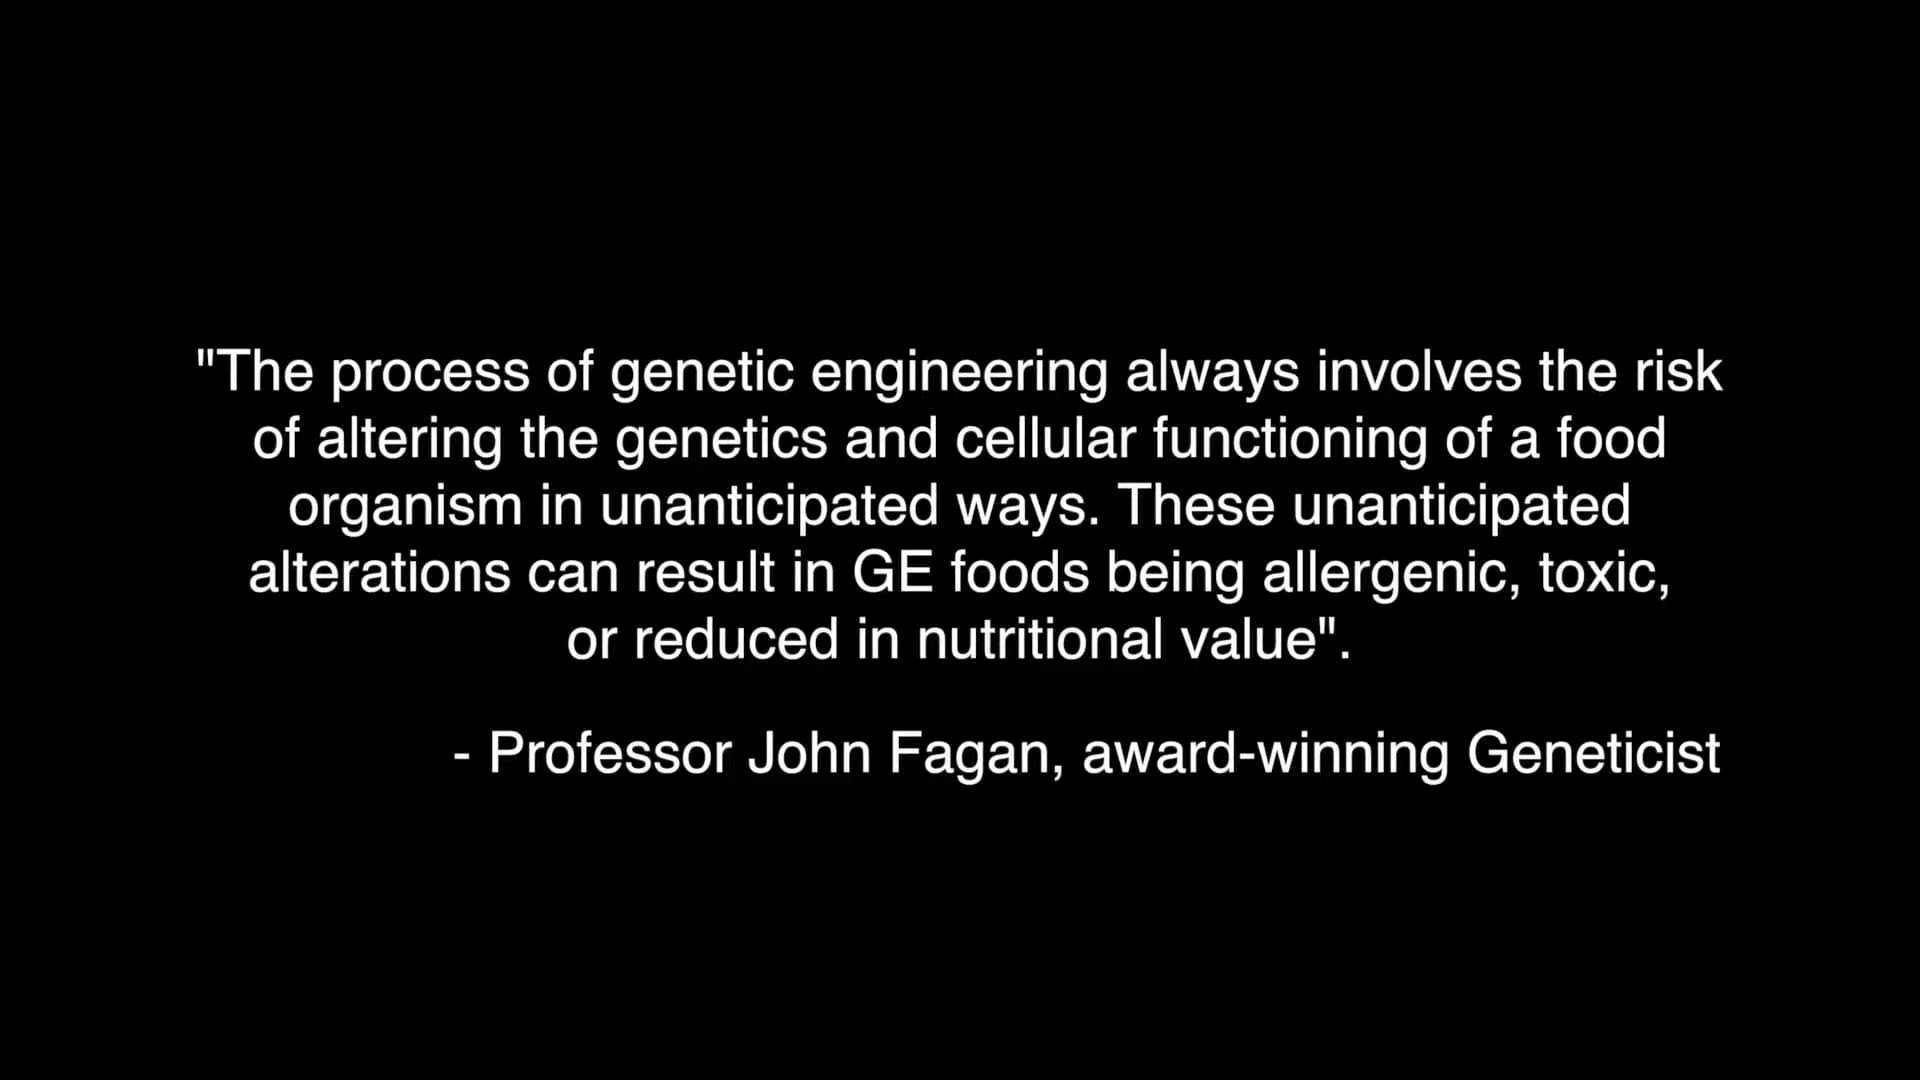 "The process of genetic engineering always involves the risk
of altering the genetics and cellular functioning of a food
organism in unanticipated ways. These unanticipated
alterations can result in GE foods being allergenic, toxic,
or reduced in nutritional value".
- Professor John Fagan, award-winning Geneticist